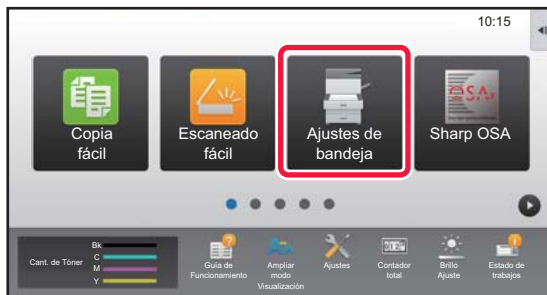 10:15
Copia
fácil
Escaneado
fácil
Ajustes de
bandeja
Sharp OSA
Cant. de Tóner
Bk
C
M
Y
Guía de
Funcionamiento
Ampliar
modo
Visualización
Ajustes
Contador
total
Brillo
Ajuste
Estado de
trabajos